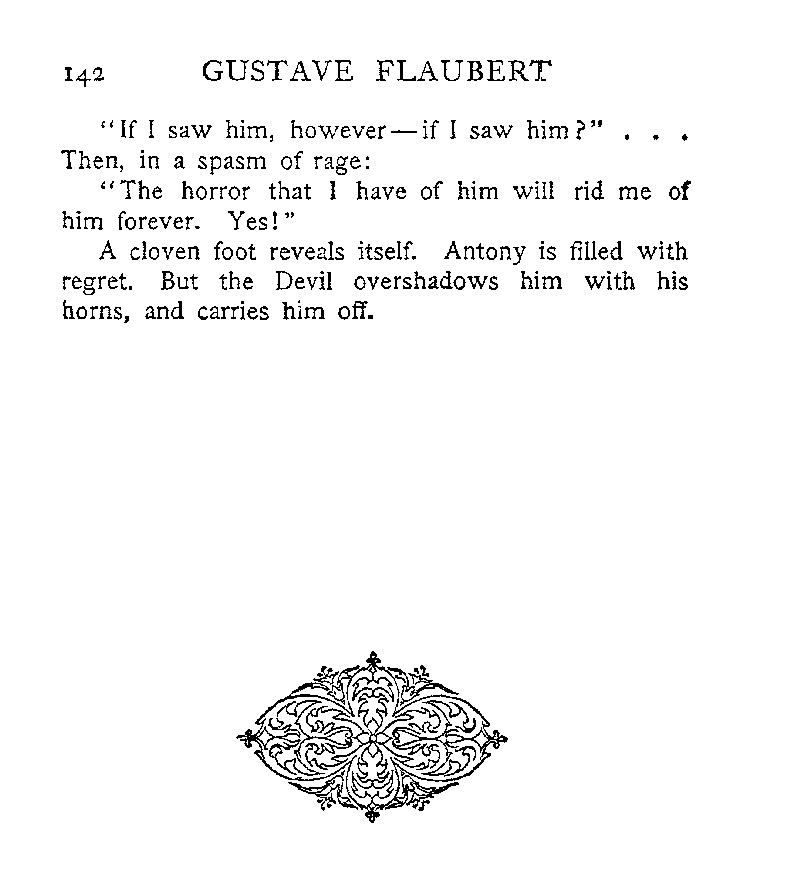 142 GUSTAVE FLAUBERT
"If I saw him, however—if I saw him?" . . .
Then, in a spasm of rage:
"The horror that I have of him will rid me of
him forever. Yes!"
A cloven foot reveals itself. Antony is filled with
regret. But the Devil overshadows him with his
horns, and carries him off.